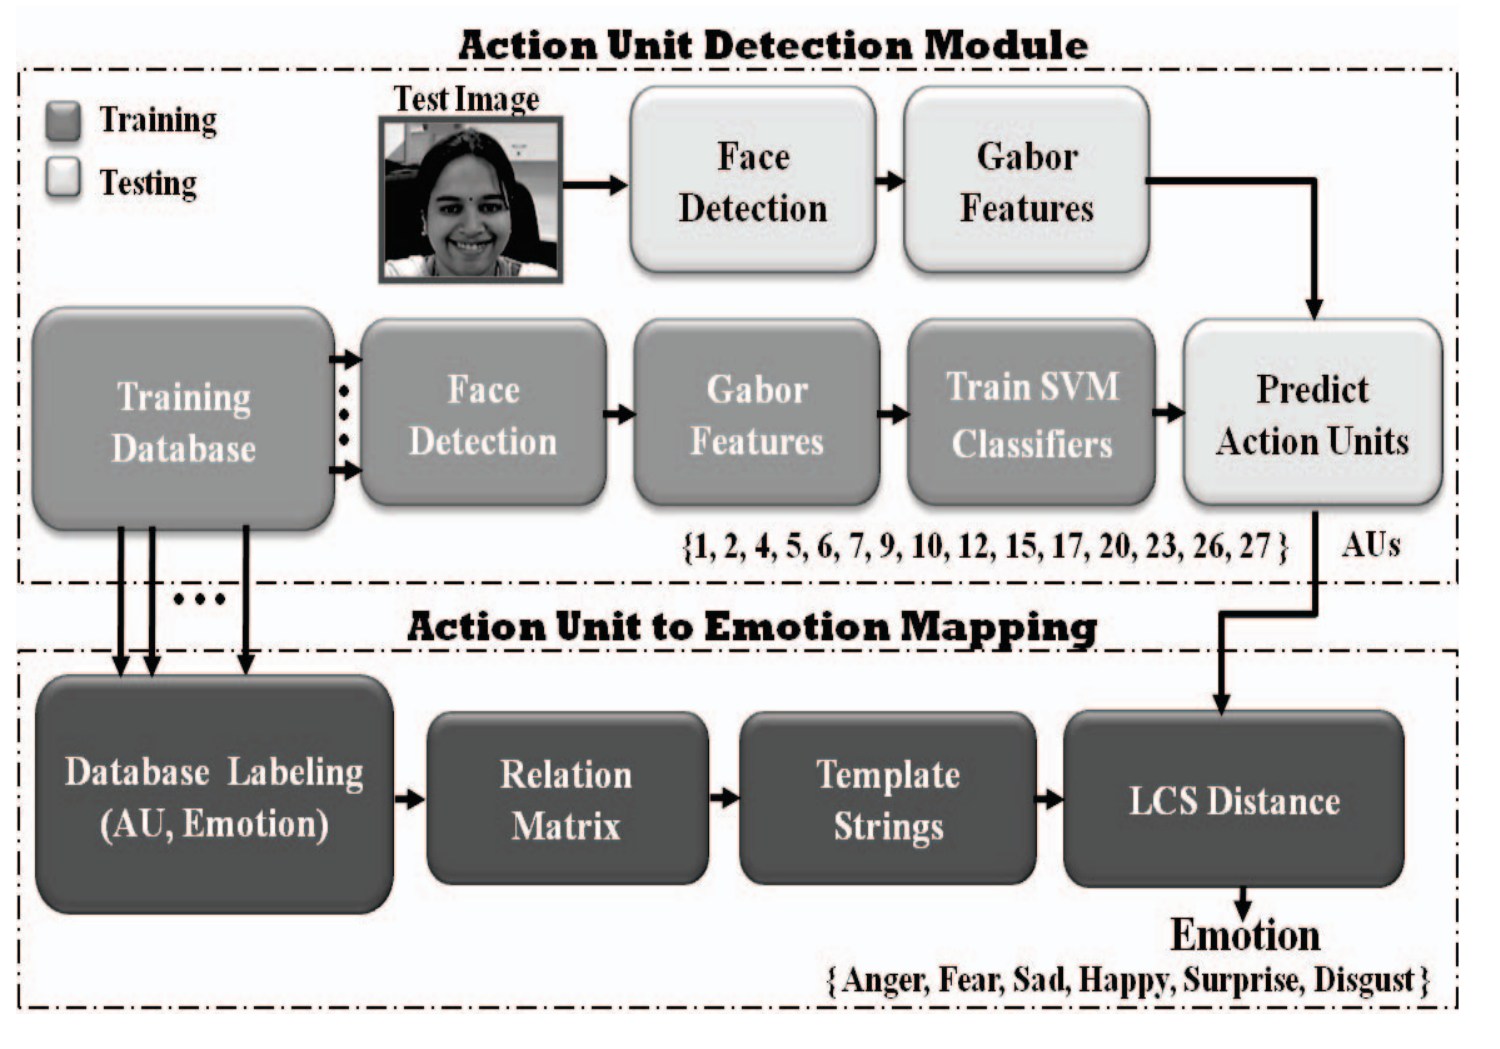 Action Unit Detection Module
Training
Testing
Test Image
Face
Detection
Gabor
Features
Training
Database
Face
Detection
Gabor
Features
Train SVM
Classifiers
Predict
Action Units
{1, 2, 4, 5, 6, 7, 9, 10, 12, 15, 17, 20, 23, 26, 27 }
AUs
Action Unit to Emotion Mapping
Database Labeling
(AU, Emotion)
Relation
Matrix
Template
Strings
LCS Distance
Emotion
{ Anger, Fear, Sad, Happy, Surprise, Disgust }